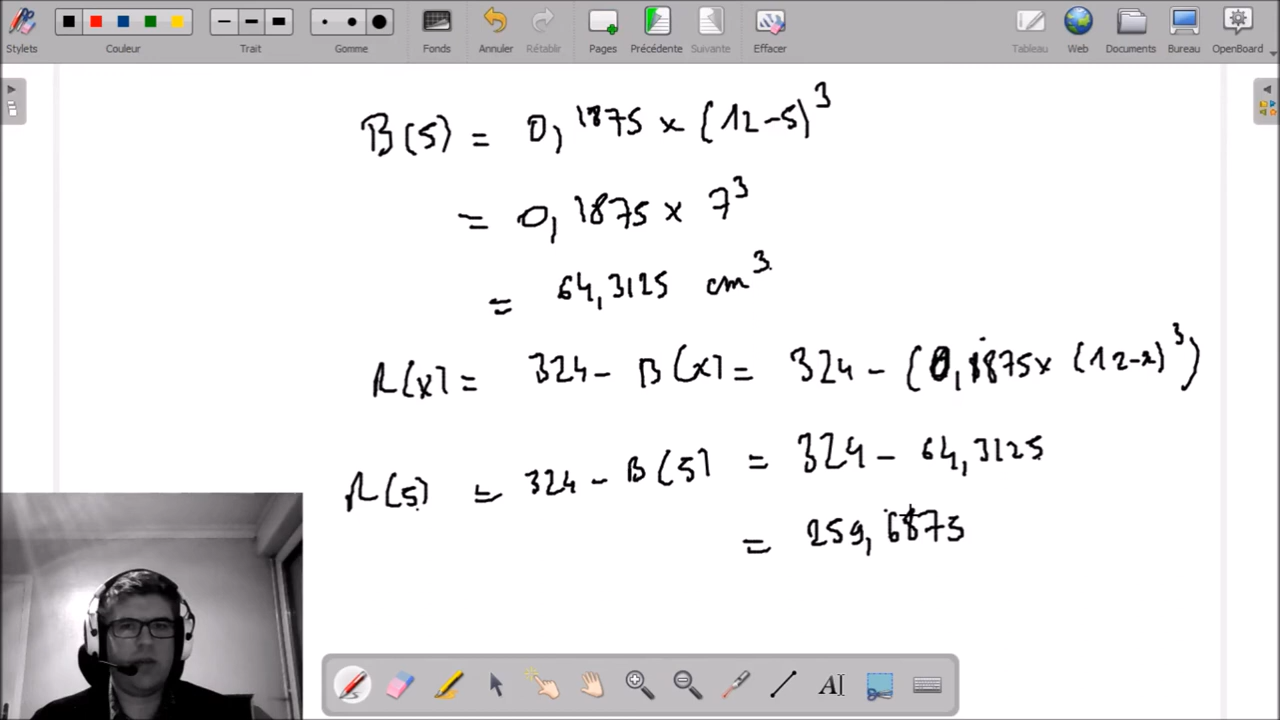 Stylets Couleur Trait Gomme Fonds Annuler Rétablir Pages Précédente Suivante Effacer Tableau Web Documents Bureau OpenBoard
B(5) = 0,1875 x (12-5)³
= 0,1875 x 7³
= 64,3125 cm³
R(x) = 324 - B(x) = 324 - (0,1875 x (12-x)³)
R(5) = 324 - B(5) = 324 - 64,3125
= 259,6875